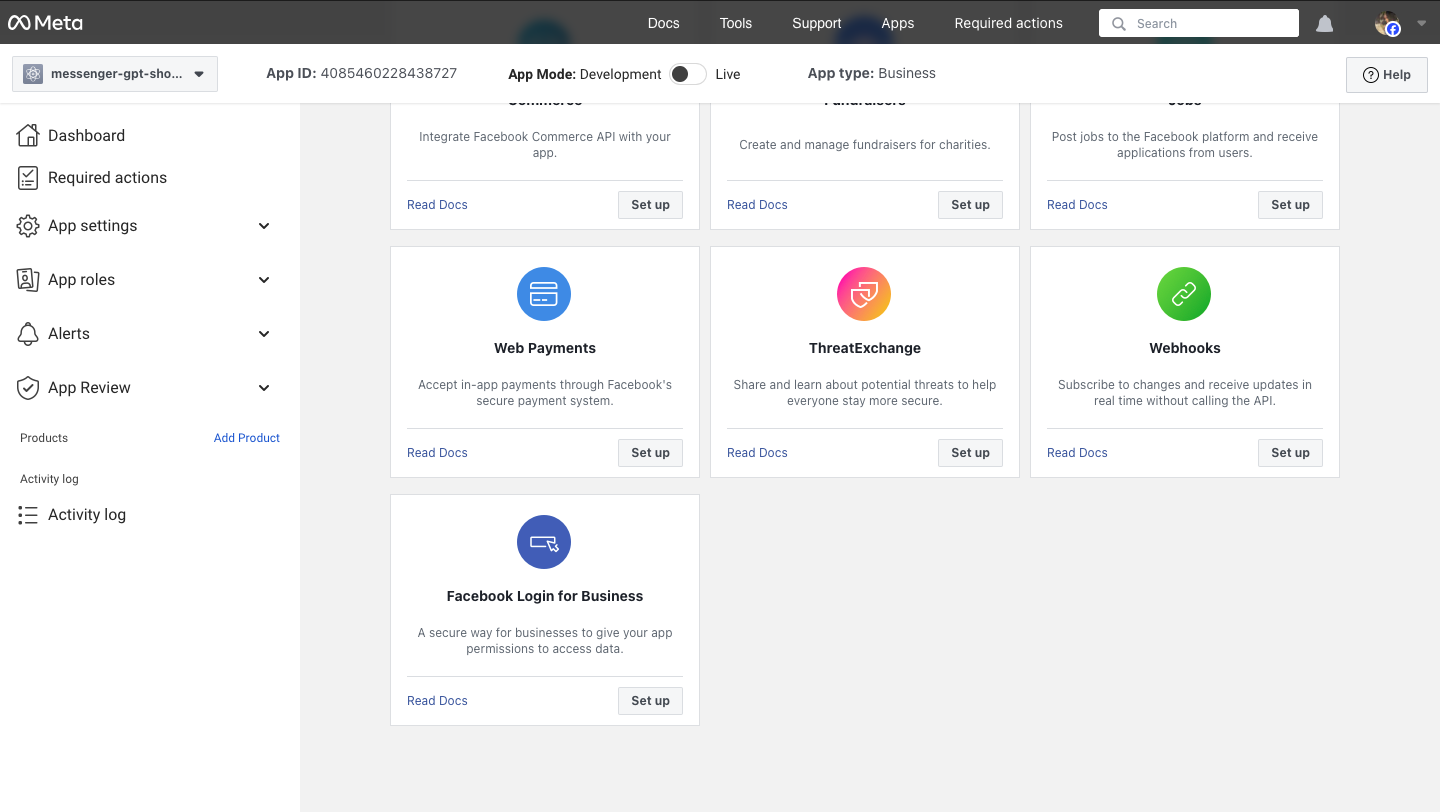 Meta
Docs
Tools
Support
Apps
Required actions
Search
messenger-gpt-sho...
App ID: 4085460228438727
App Mode: Development
Live
App type: Business
Help
Dashboard
Required actions
App settings
App roles
Alerts
App Review
Products
Add Product
Activity log
Activity log
Commerce
Integrate Facebook Commerce API with your
app.
Read Docs
Set up
Fundraisers
Create and manage fundraisers for charities.
Read Docs
Set up
Jobs
Post jobs to the Facebook platform and receive
applications from users.
Read Docs
Set up
Web Payments
Accept in-app payments through Facebook's
secure payment system.
Read Docs
Set up
ThreatExchange
Share and learn about potential threats to help
everyone stay more secure.
Read Docs
Set up
Webhooks
Subscribe to changes and receive updates in
real time without calling the API.
Read Docs
Set up
Facebook Login for Business
A secure way for businesses to give your app
permissions to access data.
Read Docs
Set up